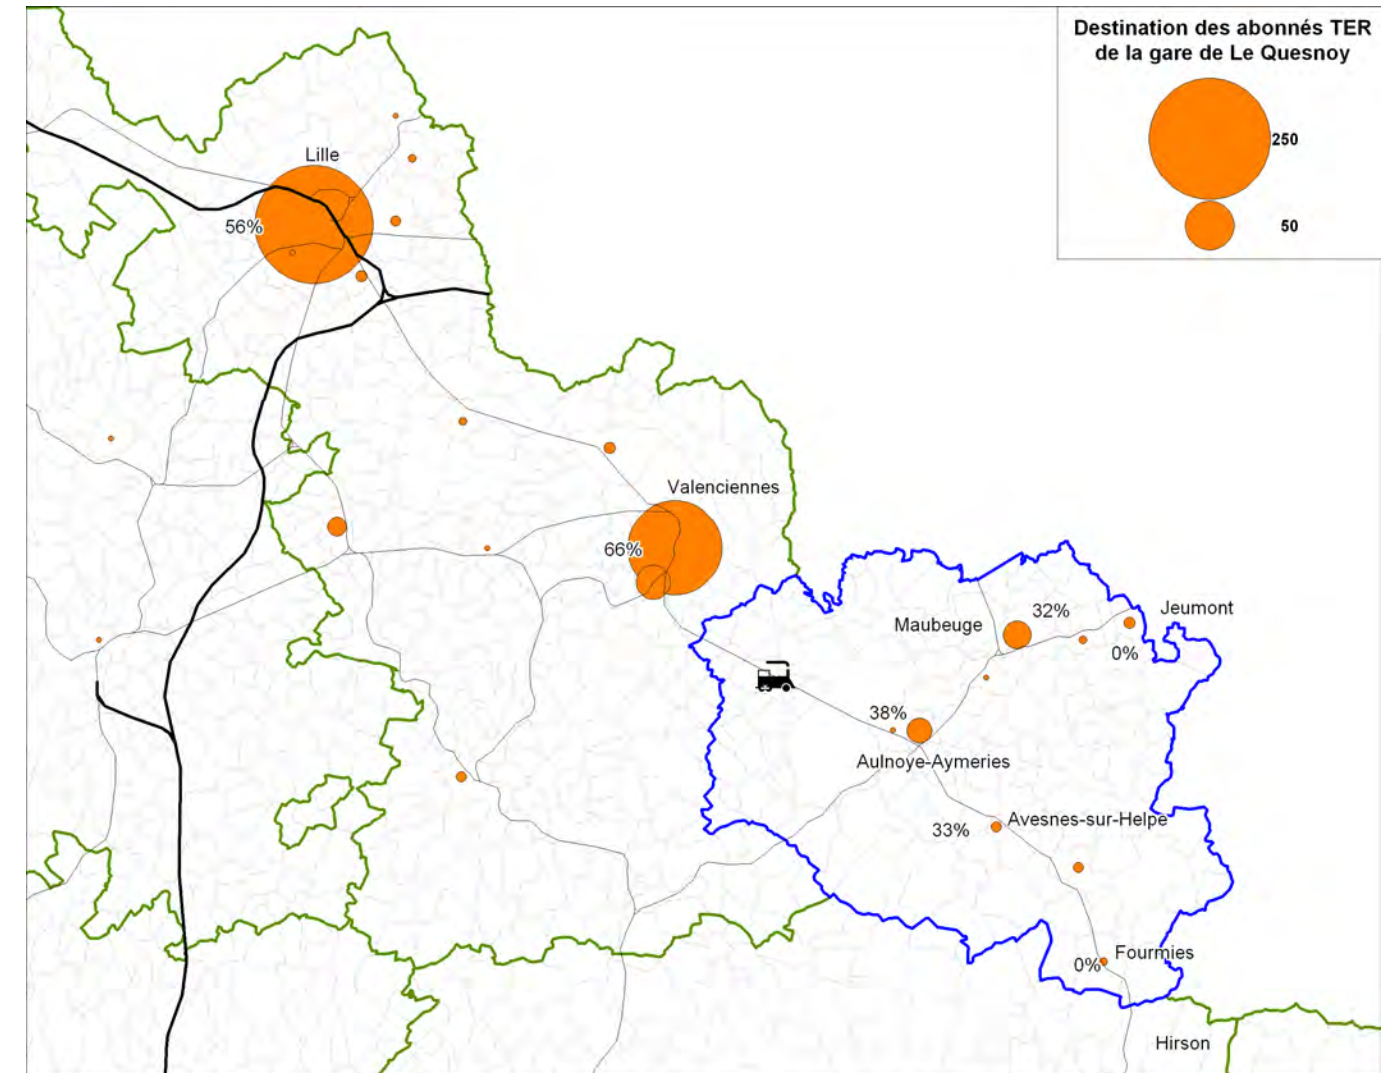 Destination des abonnés TER
de la gare de Le Quesnoy
250
50
Lille
56%
Valenciennes
66%
32%
Jeumont
Maubeuge
0%
38%
Aulnoye-Aymeries
Avesnes-sur-Helpe
33%
Fourmies
0%
Hirson